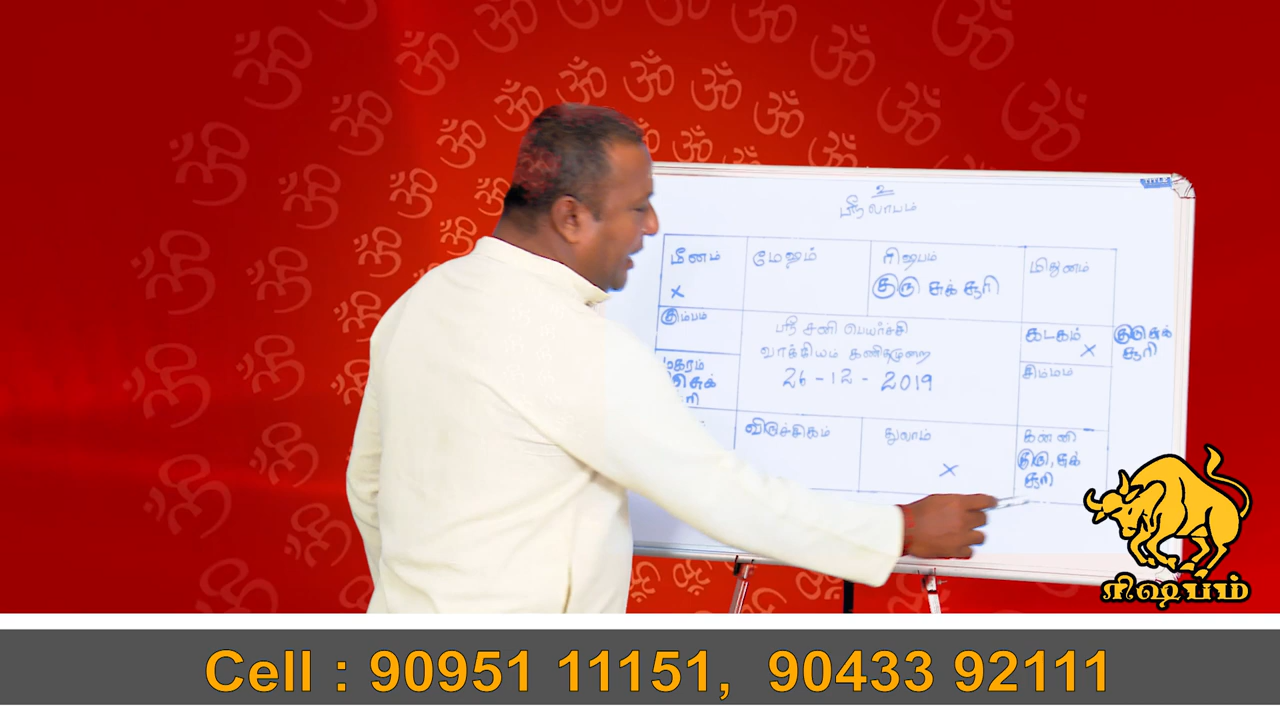 உ
ஸ்ரீ லாபம்
மீனம்
X
மேஷம்
ரிஷபம்
குரு சுக் சூரி
மிதுனம்
கும்பம்
ஸ்ரீ சனி பெயர்ச்சி
வாக்கியம் கணிதமுறை
26 - 12 - 2019
கடகம்
X
குரு சுக்
சூரி
மகரம்
சுக்
சிம்மம்
விருச்சிகம்
துலாம்
X
கன்னி
குரு, சுக்
சூரி
ரிஷபம்
Cell : 90951 11151, 90433 92111